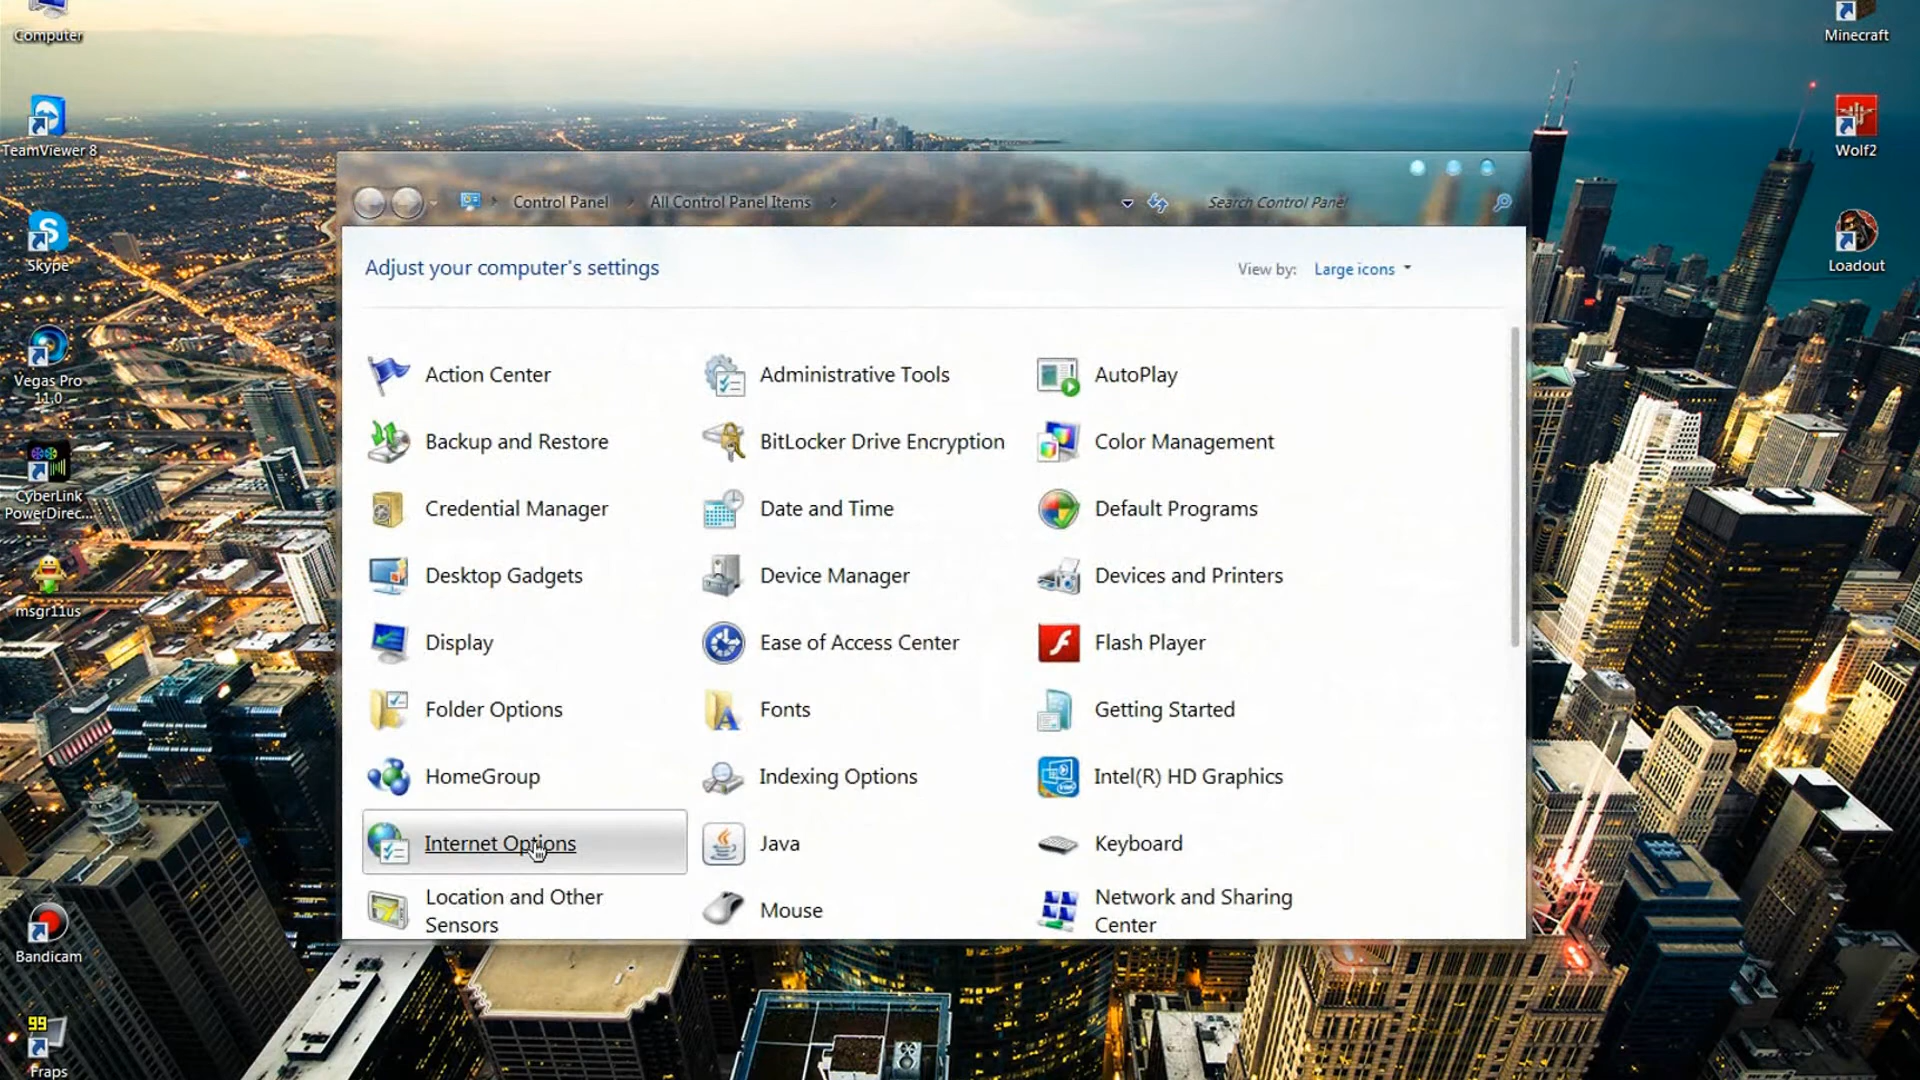 Computer
TeamViewer 8
Skype
Vegas Pro
11.0
CyberLink
PowerDirec...
msgr11us
Bandicam
99
Fraps
Control Panel
All Control Panel Items
Search Control Panel
Adjust your computer's settings
View by: Large icons
Action Center
Administrative Tools
AutoPlay
Backup and Restore
BitLocker Drive Encryption
Color Management
Credential Manager
Date and Time
Default Programs
Desktop Gadgets
Device Manager
Devices and Printers
Display
Ease of Access Center
Flash Player
Folder Options
Fonts
Getting Started
HomeGroup
Indexing Options
Intel(R) HD Graphics
Internet Options
Java
Keyboard
Location and Other
Sensors
Mouse
Network and Sharing
Center
Minecraft
Wolf2
Loadout